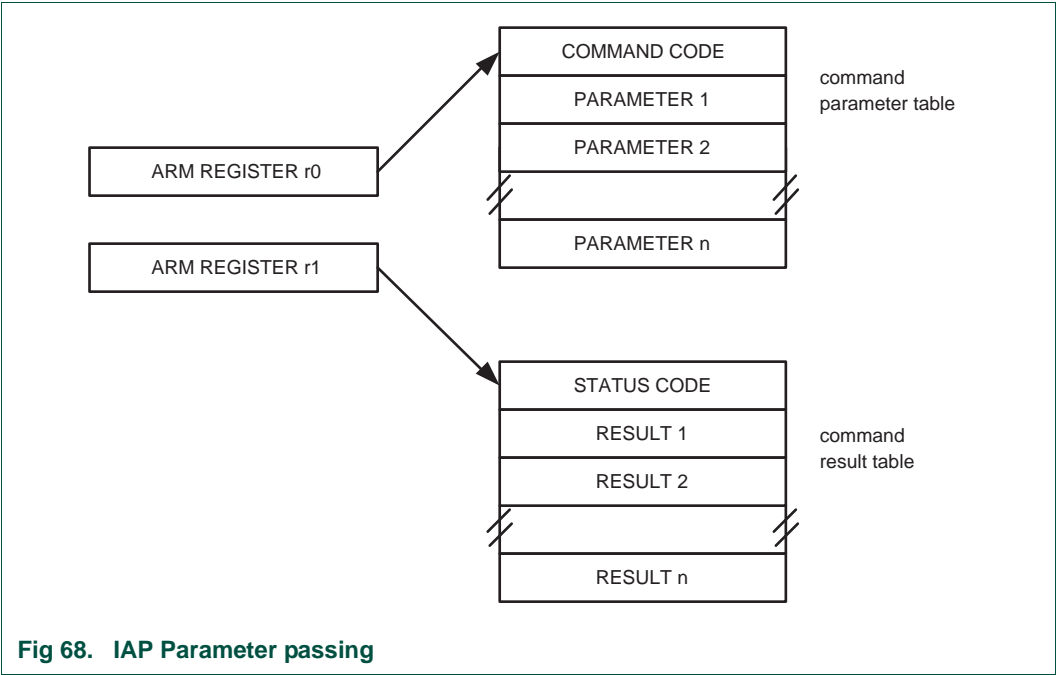 COMMAND CODE
PARAMETER 1
PARAMETER 2
PARAMETER n
command
parameter table
ARM REGISTER r0
ARM REGISTER r1
STATUS CODE
RESULT 1
RESULT 2
RESULT n
command
result table
Fig 68. IAP Parameter passing